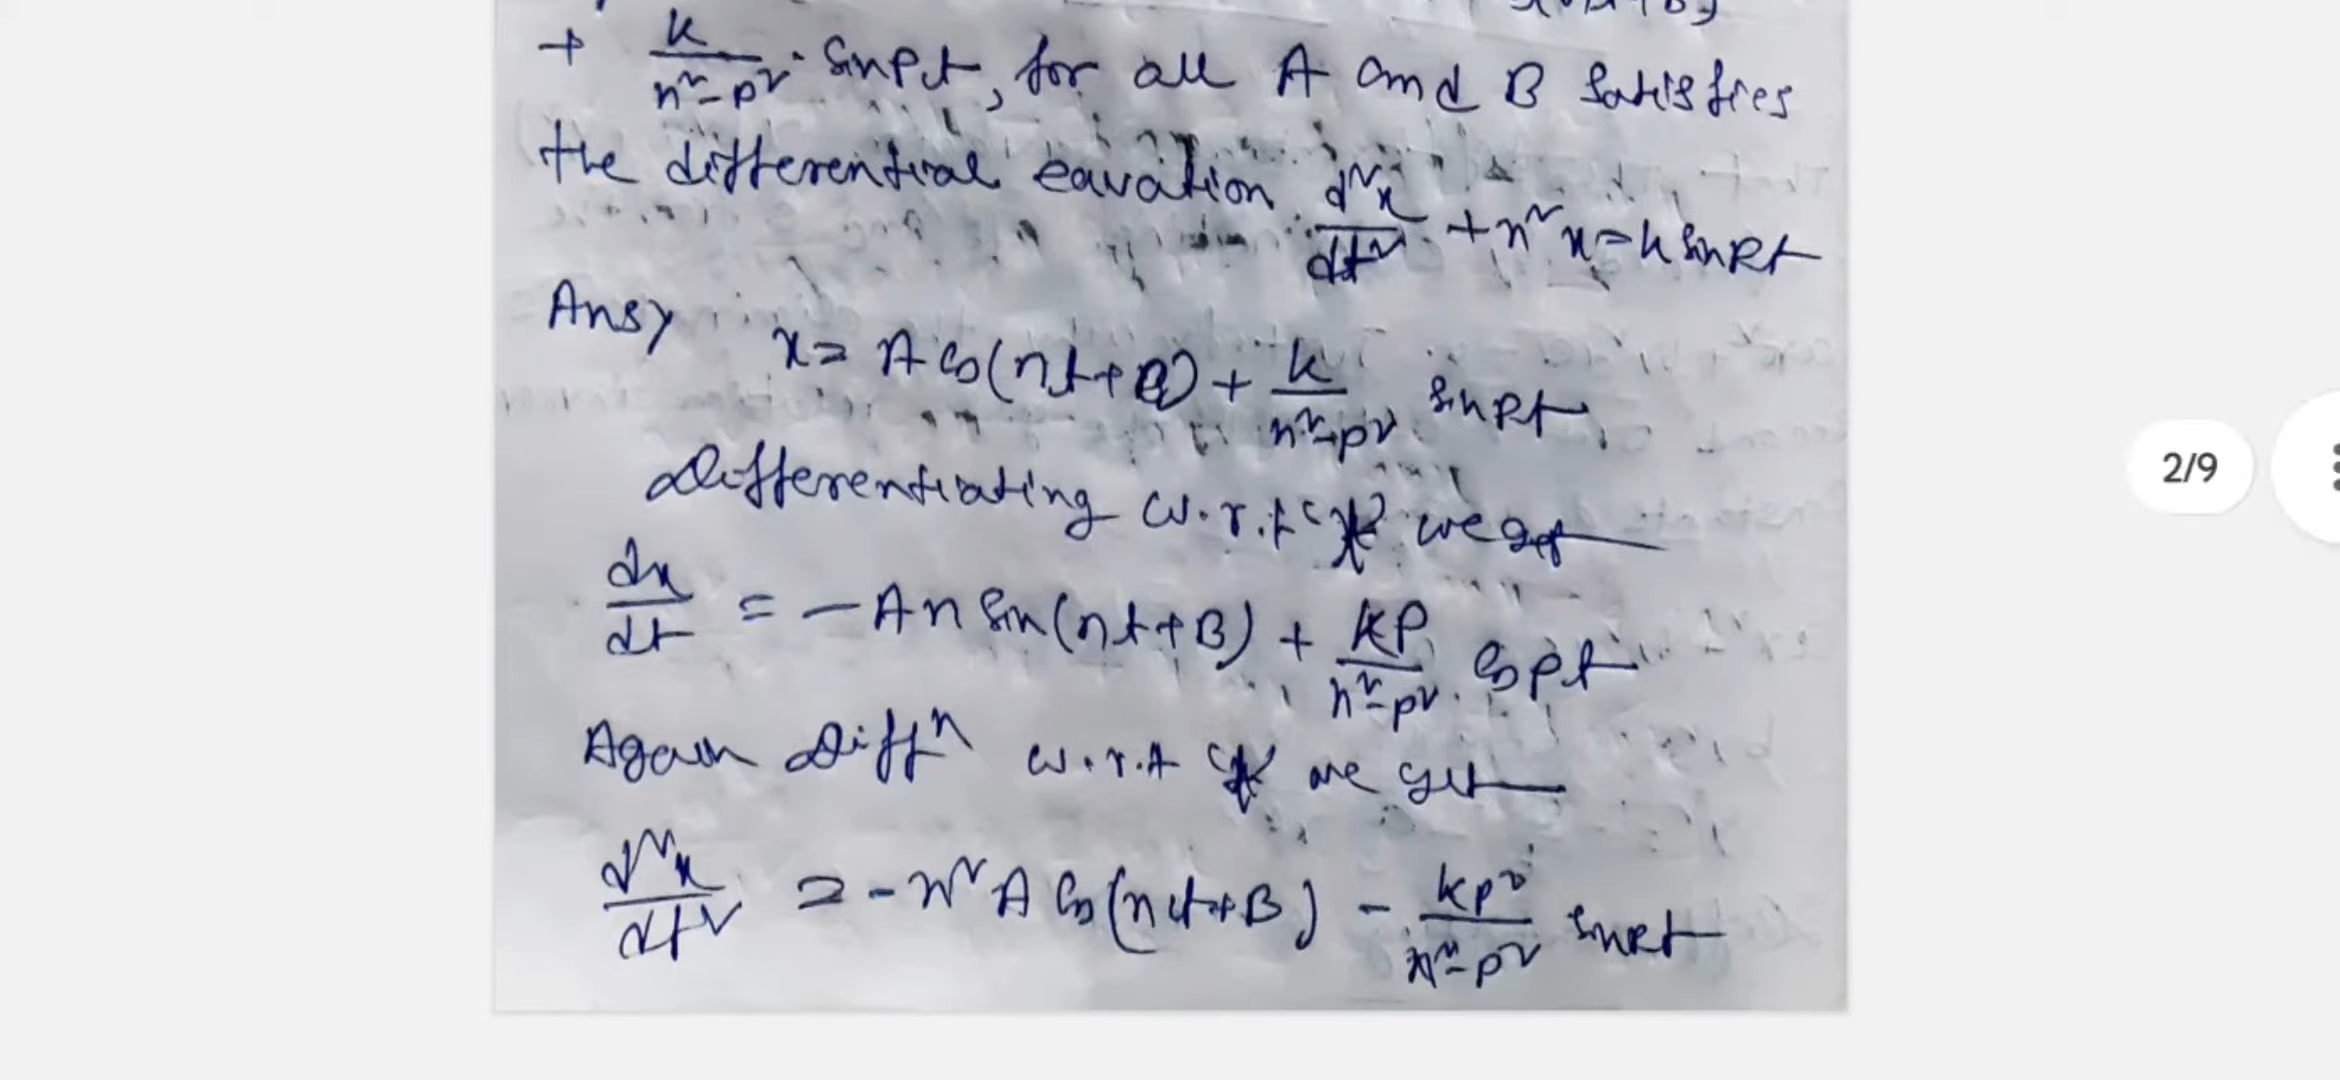 + k/(n²-p²) · Sinpt, for all A and B Satisfies
the differential eauation d²x/dt² + n²x = k Sinpt
Ans/ x = A Cos(nt+B) + k/(n²-p²) Sinpt
Differentiating w.r.t 't' we get
dx/dt = -An Sin(nt+B) + kp/(n²-p²) · Cospt
Again Diffⁿ w.r.t 't' we get
d²x/dt² = -n²A Cos(nt+B) - kp²/(n²-p²) Sinpt
2/9